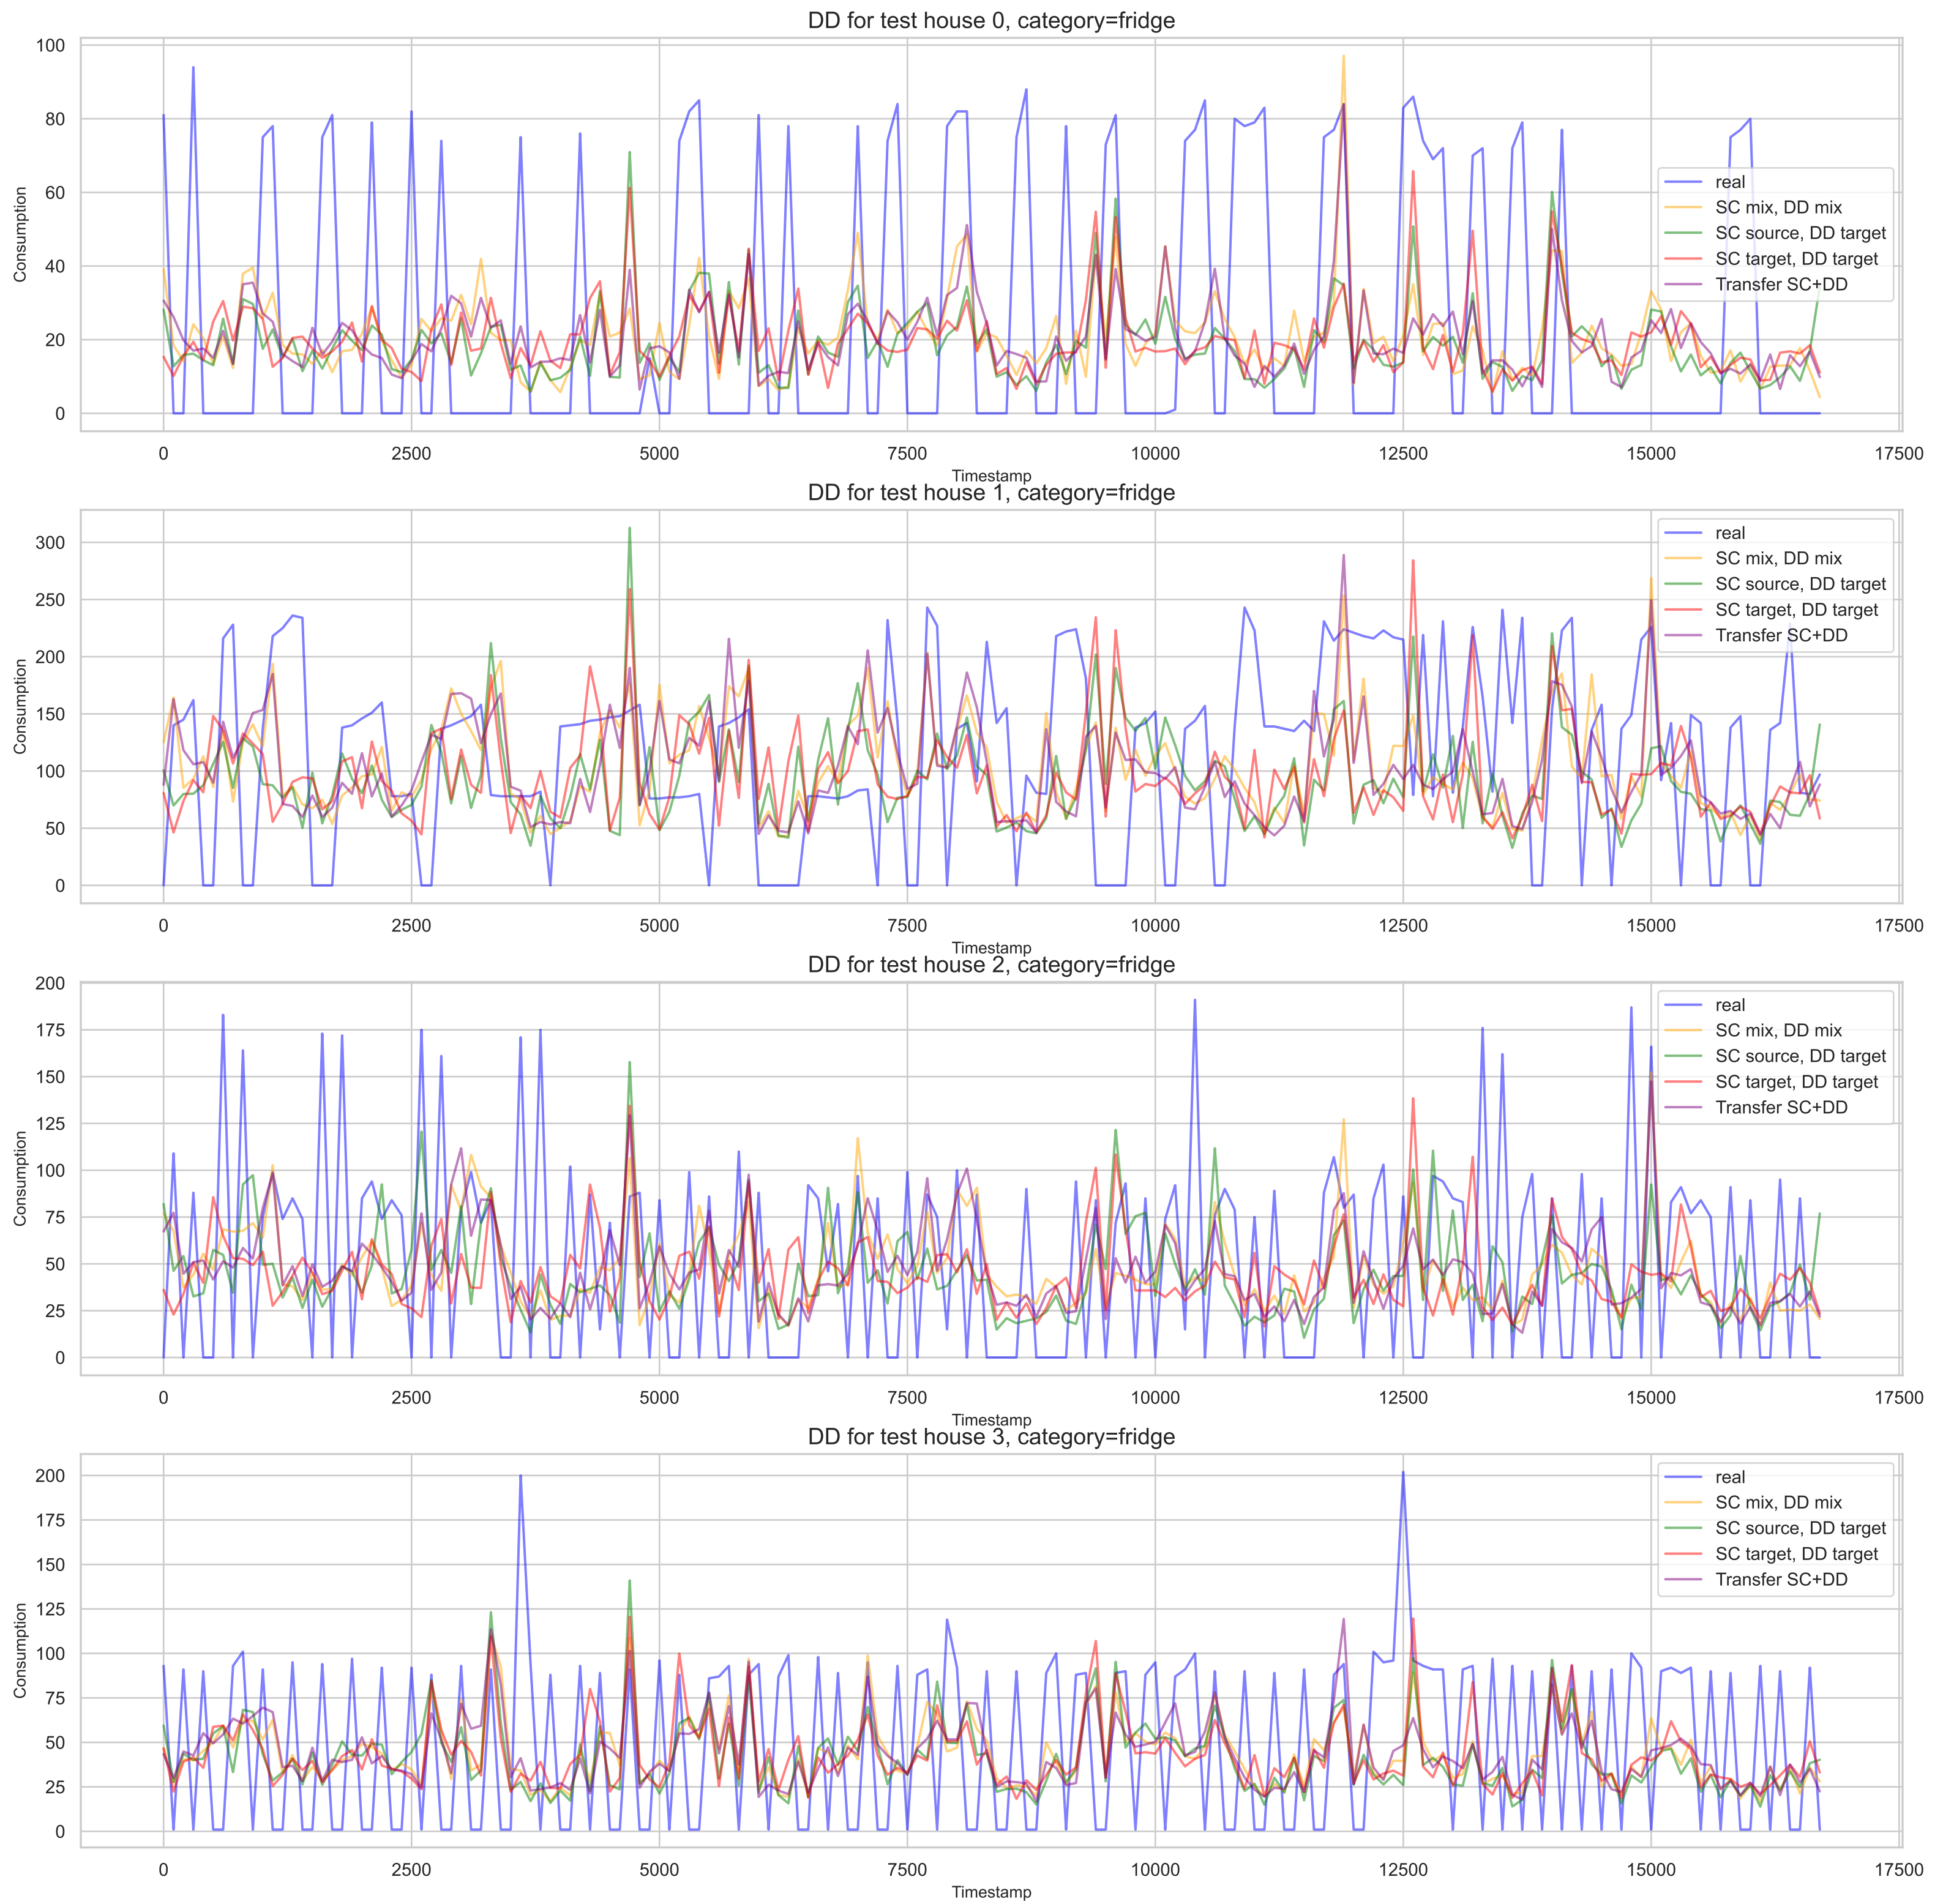 DD for test house 0, category=fridge
100
80
60
40
20
0
Consumption
real
SC mix, DD mix
SC source, DD target
SC target, DD target
Transfer SC+DD
0 2500 5000 7500 10000 12500 15000 17500
Timestamp
DD for test house 1, category=fridge
300
250
200
150
100
50
0
Consumption
real
SC mix, DD mix
SC source, DD target
SC target, DD target
Transfer SC+DD
0 2500 5000 7500 10000 12500 15000 17500
Timestamp
DD for test house 2, category=fridge
200
175
150
125
100
75
50
25
0
Consumption
real
SC mix, DD mix
SC source, DD target
SC target, DD target
Transfer SC+DD
0 2500 5000 7500 10000 12500 15000 17500
Timestamp
DD for test house 3, category=fridge
200
175
150
125
100
75
50
25
0
Consumption
real
SC mix, DD mix
SC source, DD target
SC target, DD target
Transfer SC+DD
0 2500 5000 7500 10000 12500 15000 17500
Timestamp